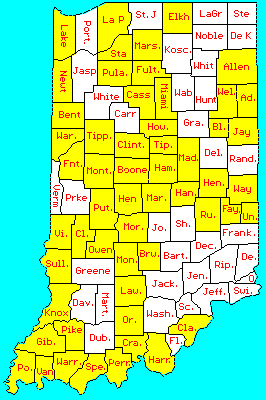 Lake
Port.
La P
St. J
Elkh
LaGr
Ste
Noble
De K
Sta
Mars.
Kosc.
Whit
Allen
Newt
Jasp
Pula.
Fult.
Miami
Wab
Hunt
Wel.
Ad.
White
Cass
Bent
Carr
How.
Gra.
Bl.
Jay
War.
Tipp.
Clint.
Tip.
Mad.
Del.
Rand.
Fnt.
Mont.
Boone
Ham.
Hen.
Way
Verm
Prke
Put.
Hen
Mar.
Han.
Ru.
Fay.
Un.
Vi.
Cl.
Mor.
Jo.
Sh.
Frank.
Owen
Sull.
Greene
Mon.
Bru.
Bart.
Dec.
Rip.
De.
O
Jen.
Jeff.
Swi.
Jack.
Knox
Dav.
Mart.
Law.
Wash.
Sc.
Cla.
Fl.
Gib.
Pike
Dub.
Or.
Cra.
Harr.
Po.
Van
Warr.
Spe.
Perr.